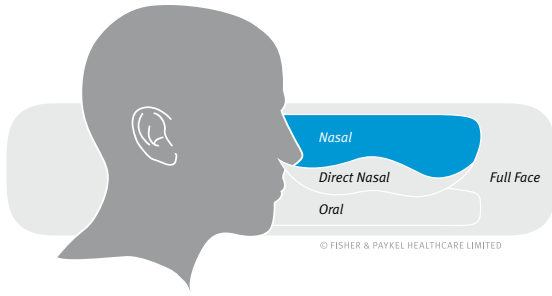 Nasal
Direct Nasal
Full Face
Oral
© FISHER & PAYKEL HEALTHCARE LIMITED